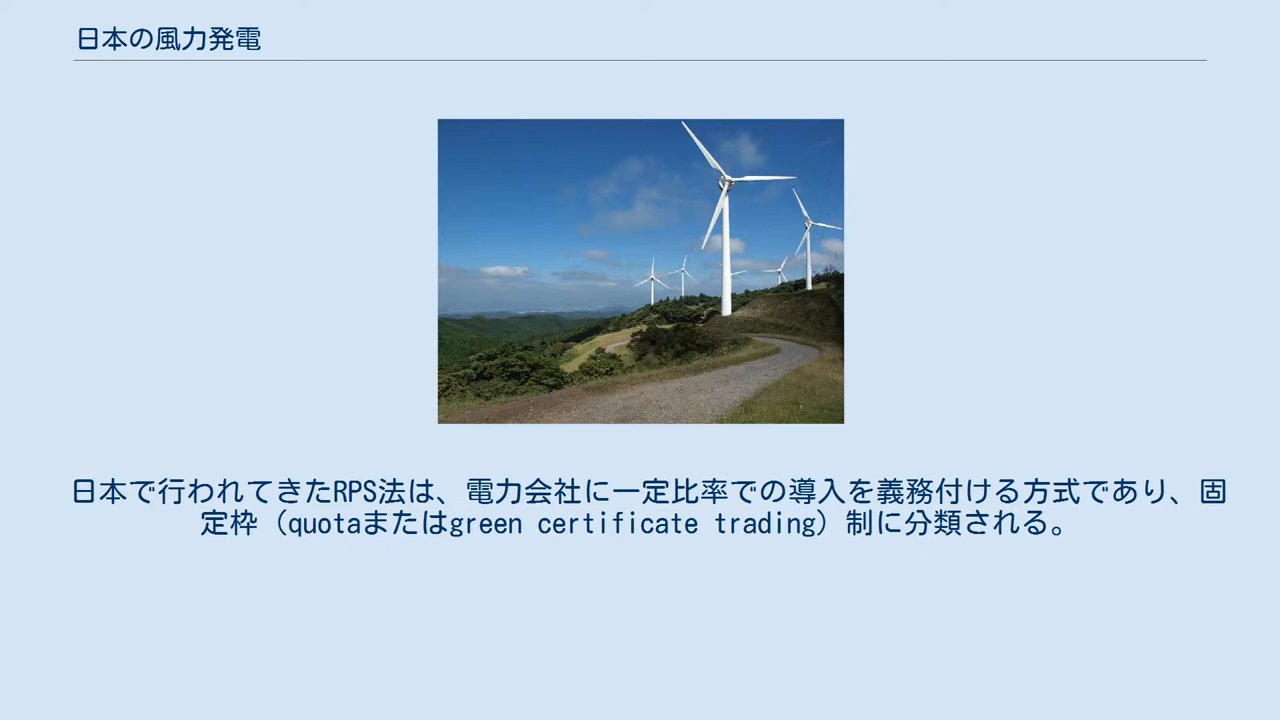 日本の風力発電
日本で行われてきたRPS法は、電力会社に一定比率での導入を義務付ける方式であり、固
定枠（quotaまたはgreen certificate trading）制に分類される。